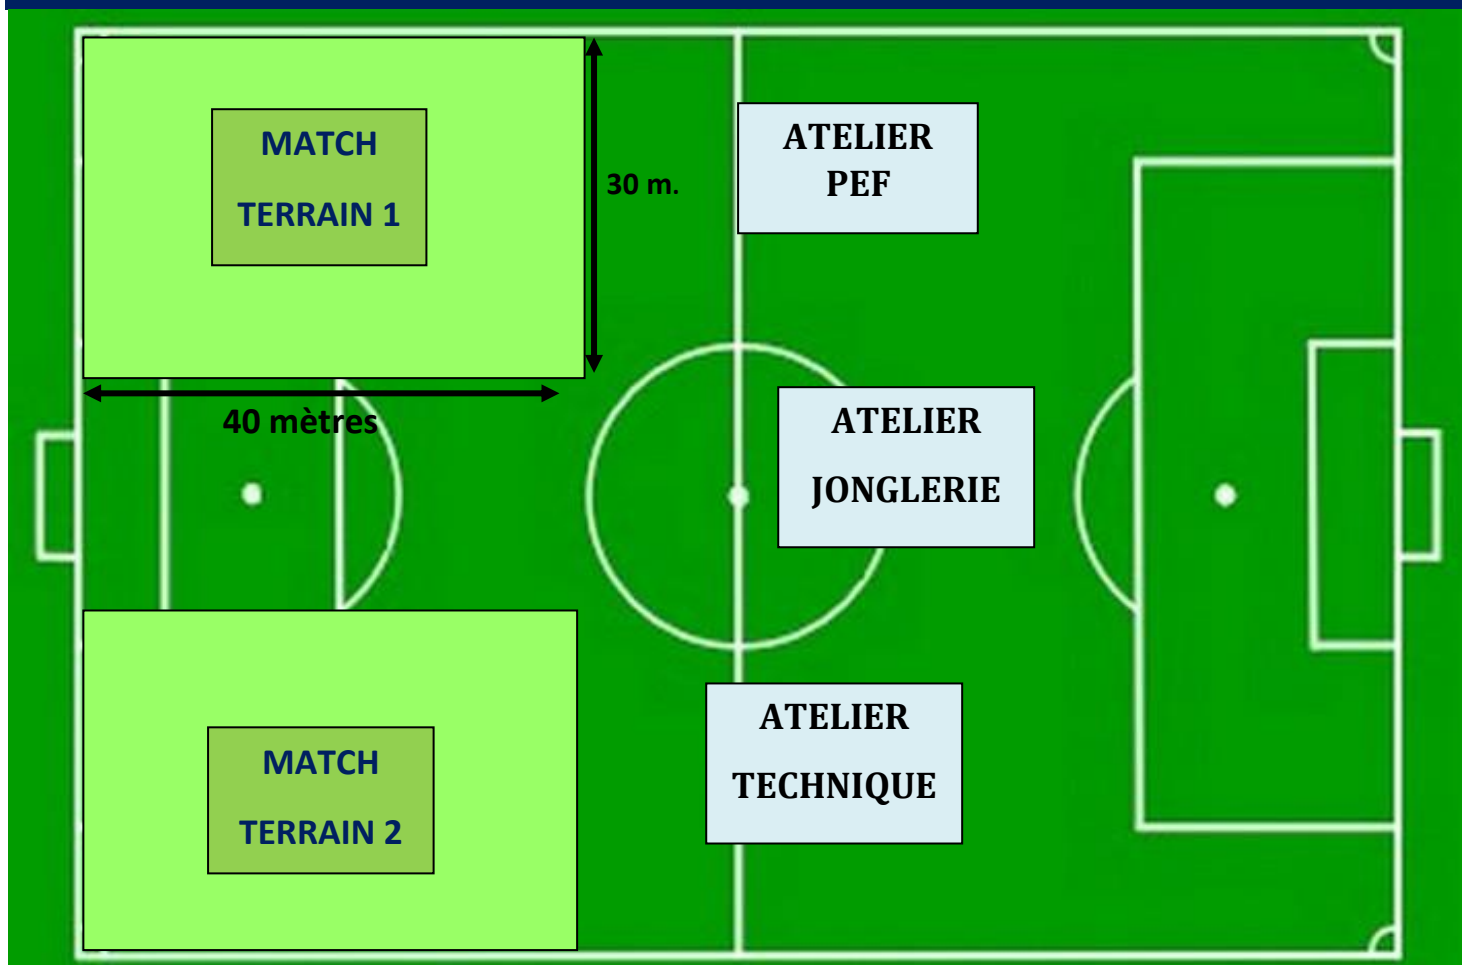 MATCH
TERRAIN 1
30 m.
ATELIER
PEF
40 mètres
ATELIER
JONGLERIE
MATCH
TERRAIN 2
ATELIER
TECHNIQUE